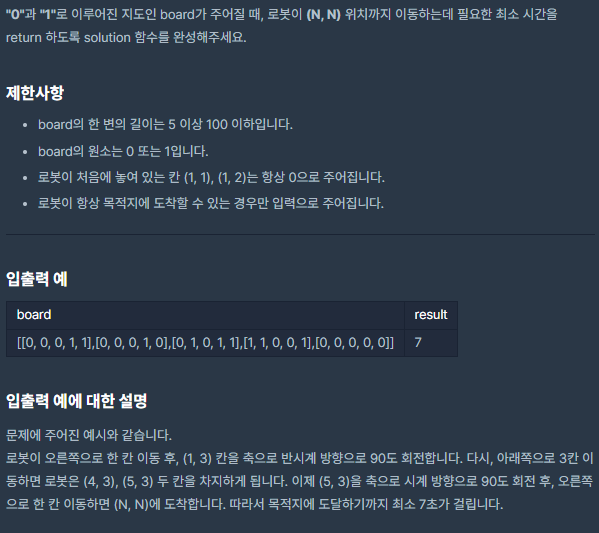 "0"과 "1"로 이루어진 지도인 board가 주어질 때, 로봇이 (N, N) 위치까지 이동하는데 필요한 최소 시간을
return 하도록 solution 함수를 완성해주세요.
제한사항
• board의 한 변의 길이는 5 이상 100 이하입니다.
• board의 원소는 0 또는 1입니다.
• 로봇이 처음에 놓여 있는 칸 (1, 1), (1, 2)는 항상 0으로 주어집니다.
• 로봇이 항상 목적지에 도착할 수 있는 경우만 입력으로 주어집니다.
입출력 예
board result
[[0, 0, 0, 1, 1],[0, 0, 0, 1, 0],[0, 1, 0, 1, 1],[1, 1, 0, 0, 1],[0, 0, 0, 0, 0]] 7
입출력 예에 대한 설명
문제에 주어진 예시와 같습니다.
로봇이 오른쪽으로 한 칸 이동 후, (1, 3) 칸을 축으로 반시계 방향으로 90도 회전합니다. 다시, 아래쪽으로 3칸 이
동하면 로봇은 (4, 3), (5, 3) 두 칸을 차지하게 됩니다. 이제 (5, 3)을 축으로 시계 방향으로 90도 회전 후, 오른쪽
으로 한 칸 이동하면 (N, N)에 도착합니다. 따라서 목적지에 도달하기까지 최소 7초가 걸립니다.